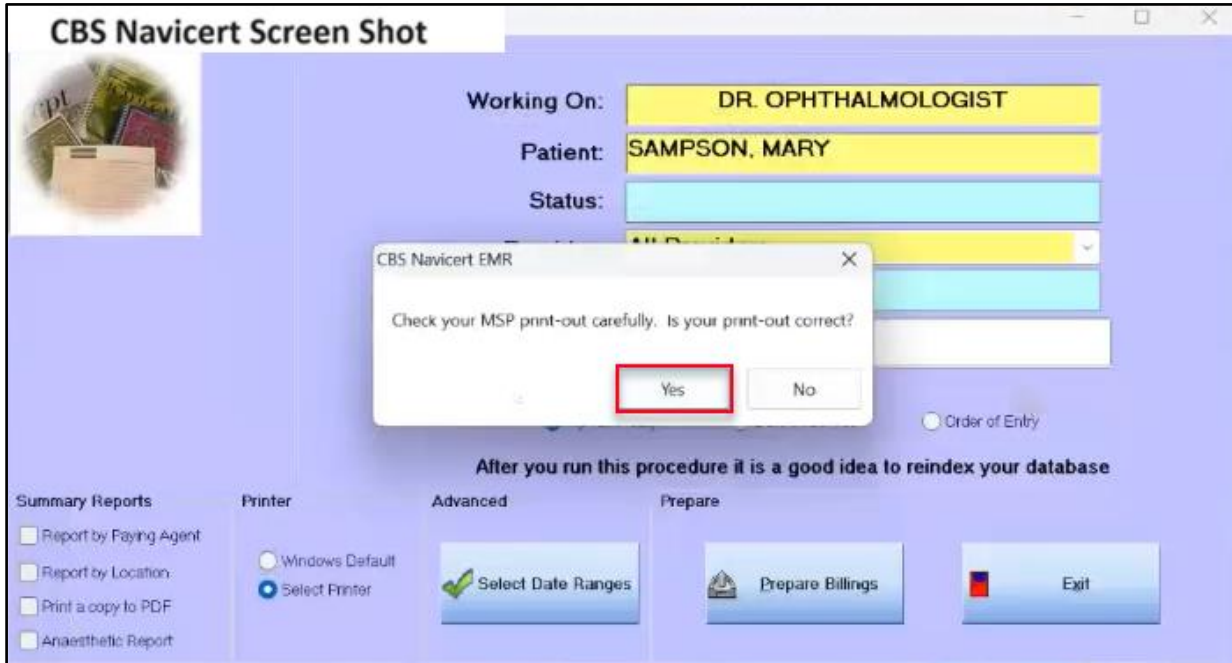 CBS Navicert Screen Shot
Working On: DR. OPHTHALMOLOGIST
Patient: SAMPSON, MARY
Status:
CBS Navicert EMR
Check your MSP print-out carefully. Is your print-out correct?
Yes No
Order of Entry
After you run this procedure it is a good idea to reindex your database
Summary Reports Printer Advanced Prepare
Report by Paying Agent
Report by Location
Print a copy to PDF
Anaesthetic Report
Windows Default
Select Printer
Select Date Ranges
Prepare Billings
Exit